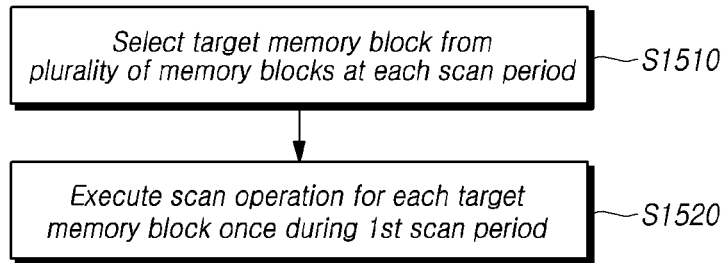 Select target memory block from
plurality of memory blocks at each scan period
S1510
Execute scan operation for each target
memory block once during 1st scan period
S1520